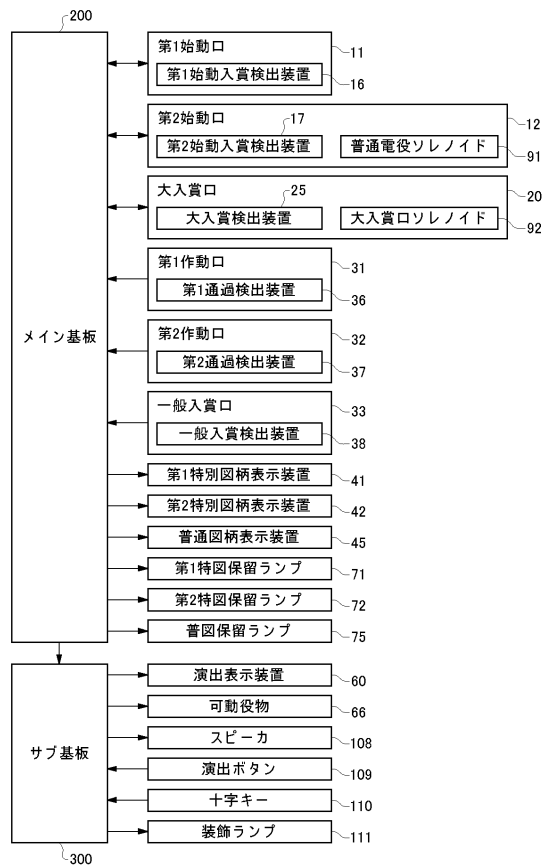 200
第1始動口
11
第1始動入賞検出装置
16
第2始動口
17
12
第2始動入賞検出装置
普通電役ソレノイド
91
大入賞口
25
20
大入賞検出装置
大入賞口ソレノイド
92
第1作動口
31
第1通過検出装置
36
メイン基板
第2作動口
32
第2通過検出装置
37
一般入賞口
33
一般入賞検出装置
38
第1特別図柄表示装置
41
第2特別図柄表示装置
42
普通図柄表示装置
45
第1特図保留ランプ
71
第2特図保留ランプ
72
普図保留ランプ
75
サブ基板
演出表示装置
60
可動役物
66
スピーカ
108
演出ボタン
109
十字キー
110
装飾ランプ
111
300